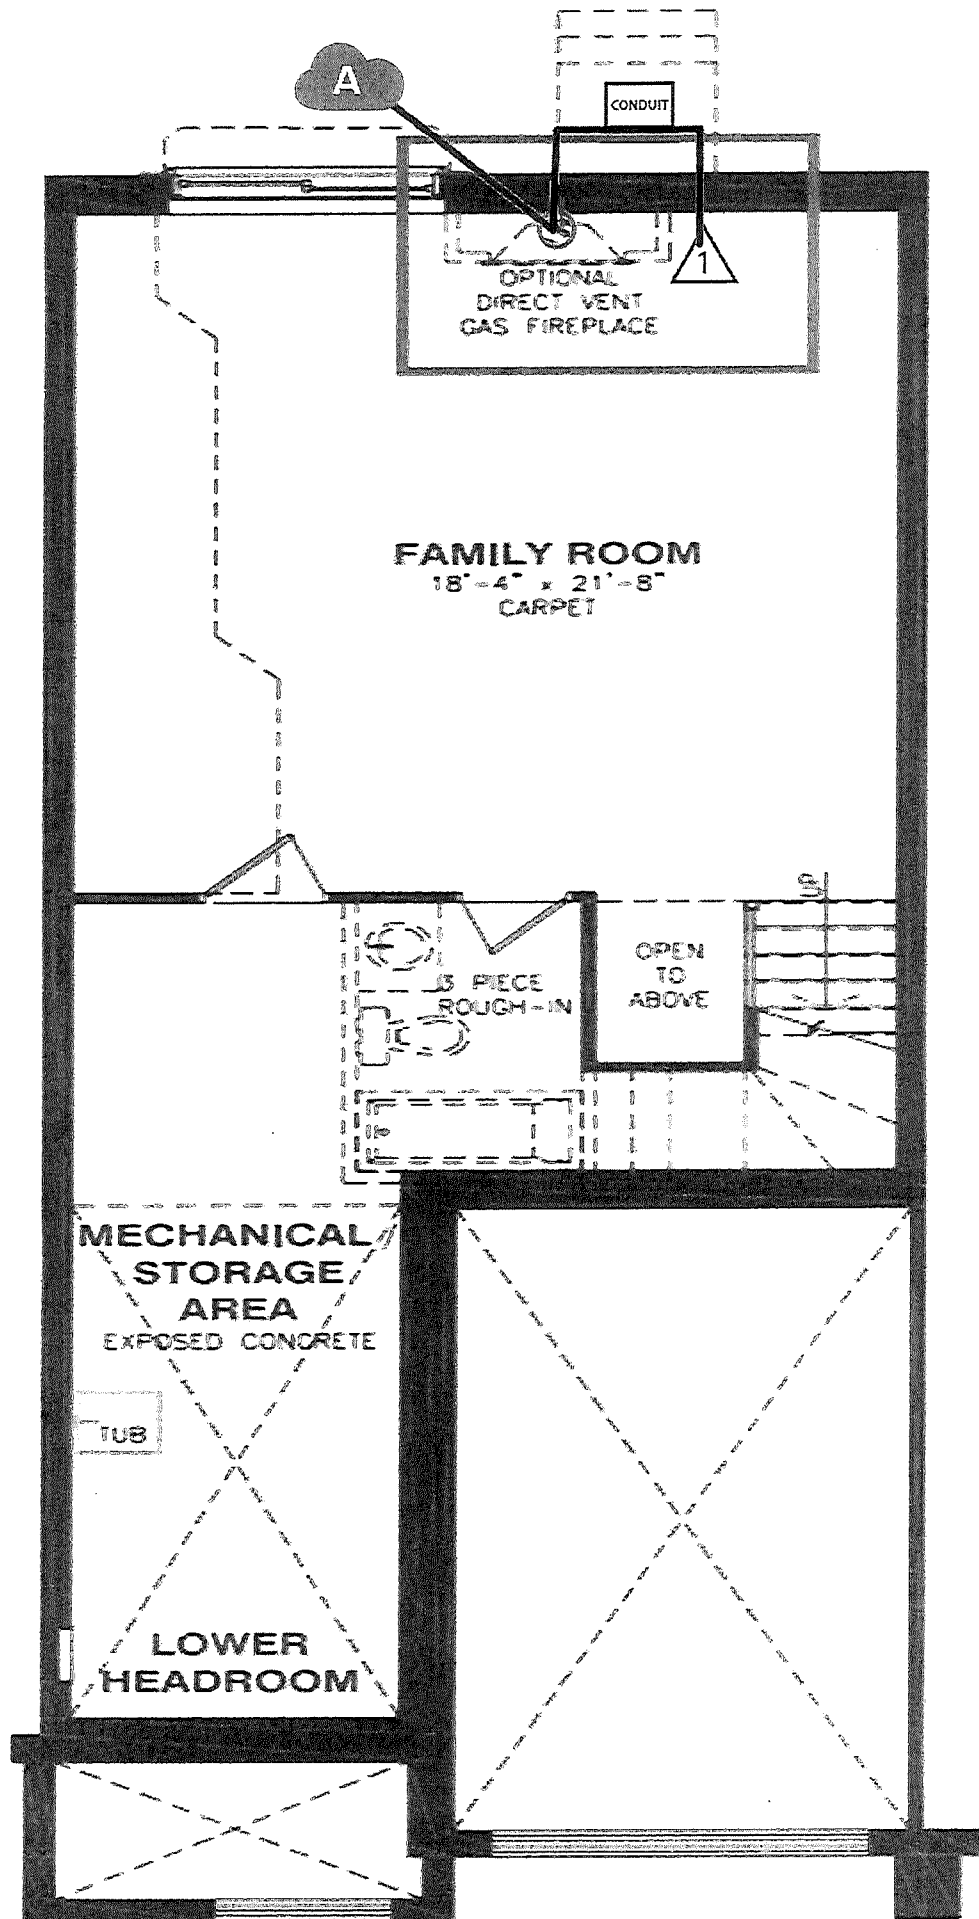 A
CONDUIT
1
OPTIONAL
DIRECT VENT
GAS FIREPLACE
FAMILY ROOM
18'-4" x 21'-8"
CARPET
UP
OPEN
TO
ABOVE
3 PIECE
ROUGH-IN
MECHANICAL /
STORAGE
AREA
EXPOSED CONCRETE
TUB
LOWER
HEADROOM